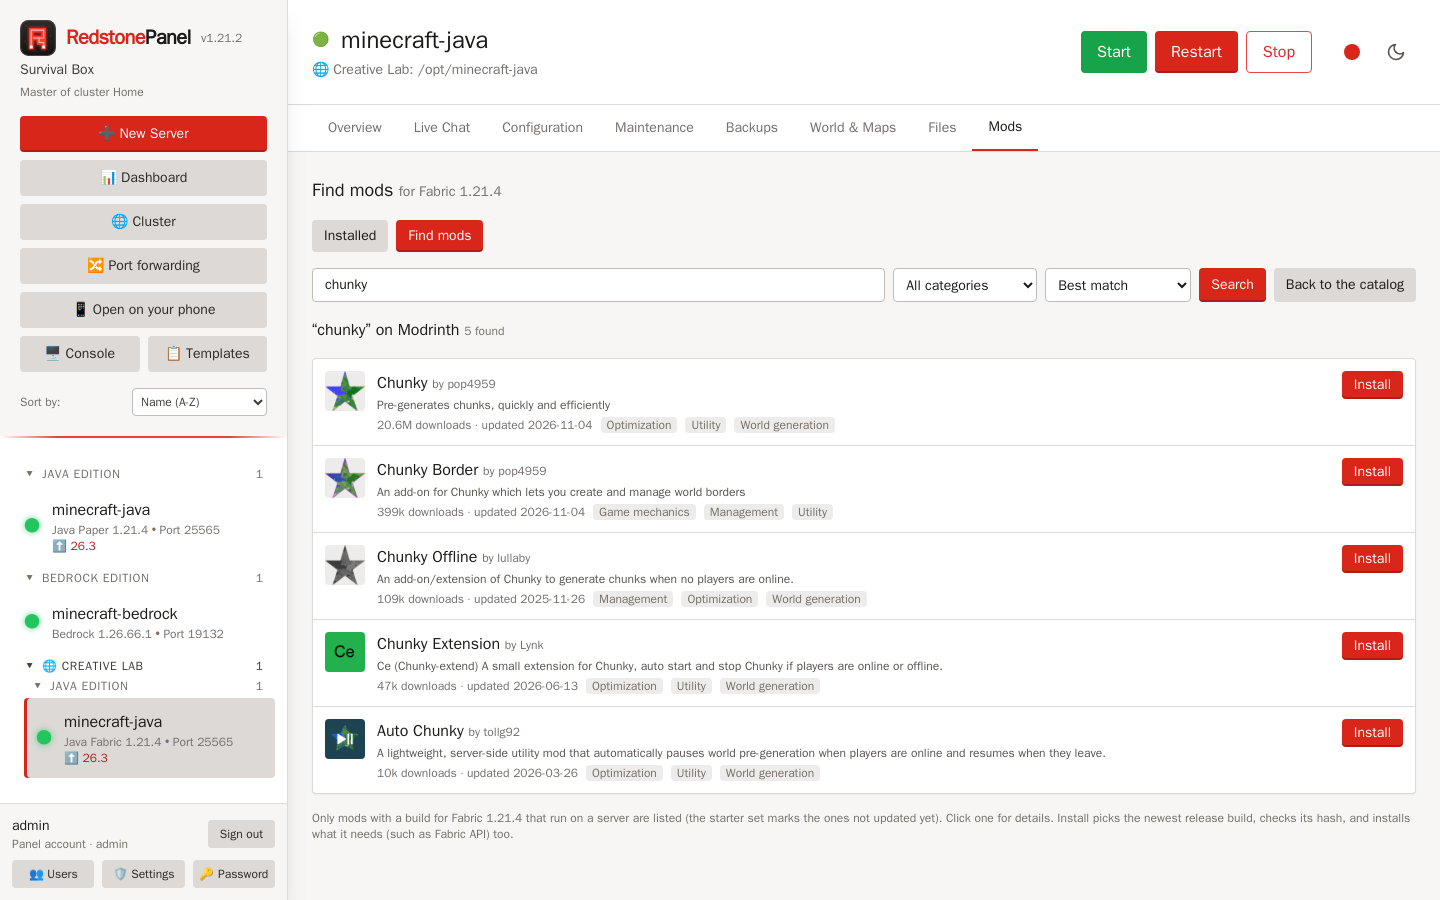 RedstonePanel v1.21.2
Survival Box
Master of cluster Home
➕ New Server
📊 Dashboard
🌐 Cluster
🔀 Port forwarding
📱 Open on your phone
🖥️ Console
📋 Templates
Sort by:
Name (A-Z)
▼ JAVA EDITION 1
minecraft-java
Java Paper 1.21.4 • Port 25565
⬆️ 26.3
▼ BEDROCK EDITION 1
minecraft-bedrock
Bedrock 1.26.66.1 • Port 19132
▼ 🌐 CREATIVE LAB 1
▼ JAVA EDITION 1
minecraft-java
Java Fabric 1.21.4 • Port 25565
⬆️ 26.3
admin
Panel account · admin
Sign out
👥 Users
🛡️ Settings
🔑 Password
minecraft-java
🌐 Creative Lab: /opt/minecraft-java
Start
Restart
Stop
Overview
Live Chat
Configuration
Maintenance
Backups
World & Maps
Files
Mods
Find mods for Fabric 1.21.4
Installed
Find mods
chunky
All categories
Best match
Search
Back to the catalog
“chunky” on Modrinth 5 found
Chunky by pop4959
Pre-generates chunks, quickly and efficiently
20.6M downloads · updated 2026-11-04 Optimization Utility World generation
Install
Chunky Border by pop4959
An add-on for Chunky which lets you create and manage world borders
399k downloads · updated 2026-11-04 Game mechanics Management Utility
Install
Chunky Offline by lullaby
An add-on/extension of Chunky to generate chunks when no players are online.
109k downloads · updated 2025-11-26 Management Optimization World generation
Install
Ce
Chunky Extension by Lynk
Ce (Chunky-extend) A small extension for Chunky, auto start and stop Chunky if players are online or offline.
47k downloads · updated 2026-06-13 Optimization Utility World generation
Install
Auto Chunky by tollg92
A lightweight, server-side utility mod that automatically pauses world pre-generation when players are online and resumes when they leave.
10k downloads · updated 2026-03-26 Optimization Utility World generation
Install
Only mods with a build for Fabric 1.21.4 that run on a server are listed (the starter set marks the ones not updated yet). Click one for details. Install picks the newest release build, checks its hash, and installs
what it needs (such as Fabric API) too.